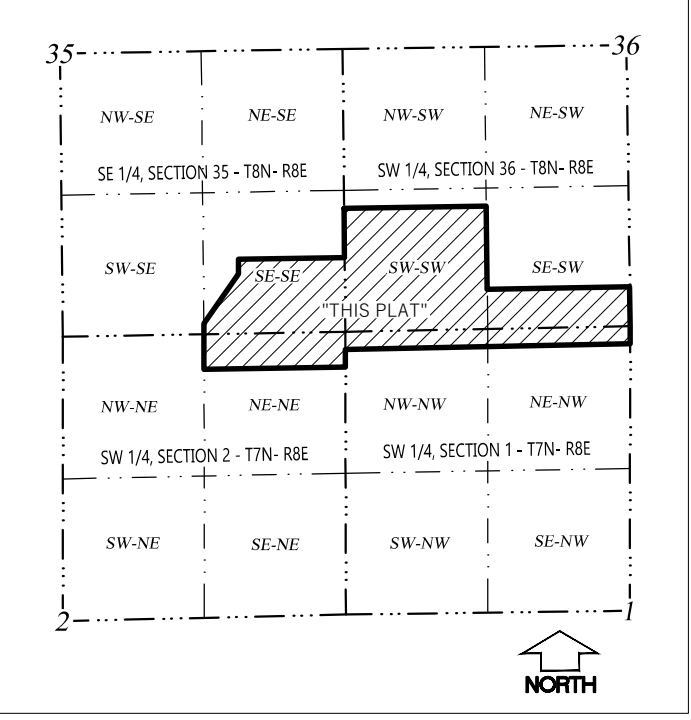 35 36
NW-SE NE-SE NW-SW NE-SW
SE 1/4, SECTION 35 - T8N- R8E SW 1/4, SECTION 36 - T8N- R8E
SW-SE SE-SE SW-SW SE-SW
"THIS PLAT"
NW-NE NE-NE NW-NW NE-NW
SW 1/4, SECTION 2 - T7N- R8E SW 1/4, SECTION 1 - T7N- R8E
SW-NE SE-NE SW-NW SE-NW
2 1
NORTH